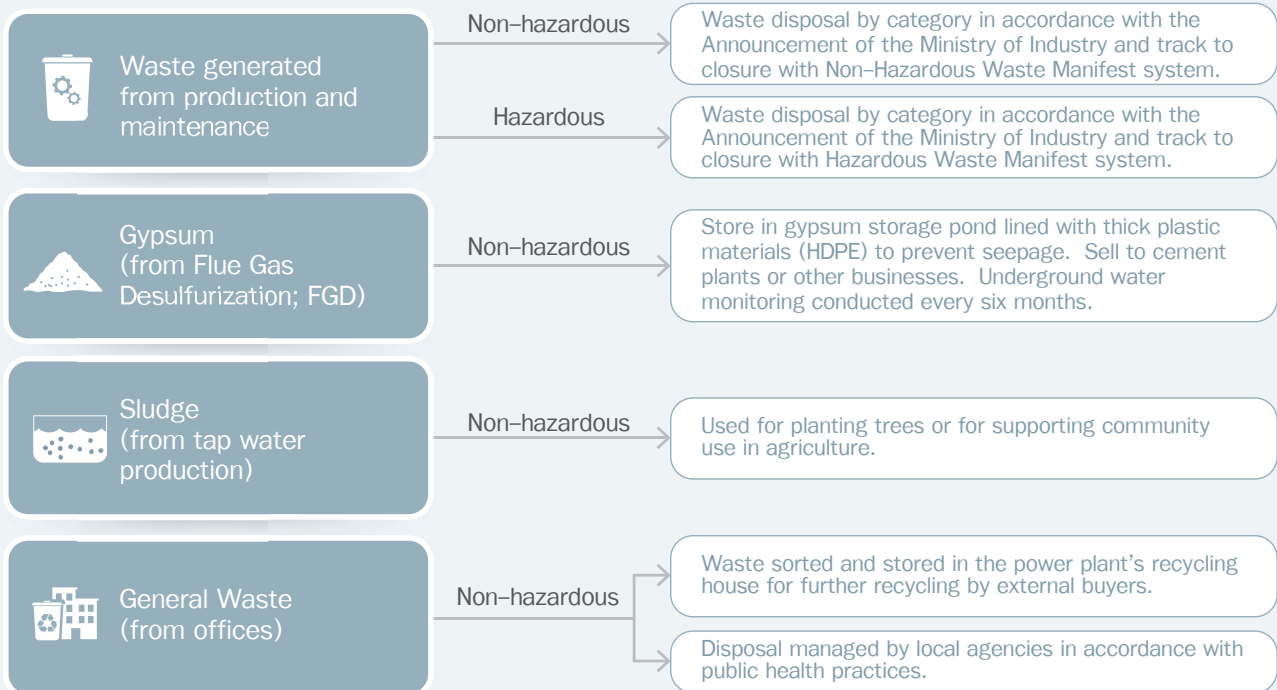 Waste generated
from production and
maintenance
Non-hazardous
Waste disposal by category in accordance with the
Announcement of the Ministry of Industry and track to
closure with Non-Hazardous Waste Manifest system.
Hazardous
Waste disposal by category in accordance with the
Announcement of the Ministry of Industry and track to
closure with Hazardous Waste Manifest system.
Gypsum
(from Flue Gas
Desulfurization; FGD)
Non-hazardous
Store in gypsum storage pond lined with thick plastic
materials (HDPE) to prevent seepage. Sell to cement
plants or other businesses. Underground water
monitoring conducted every six months.
Sludge
(from tap water
production)
Non-hazardous
Used for planting trees or for supporting community
use in agriculture.
General Waste
(from offices)
Non-hazardous
Waste sorted and stored in the power plant's recycling
house for further recycling by external buyers.
Disposal managed by local agencies in accordance with
public health practices.